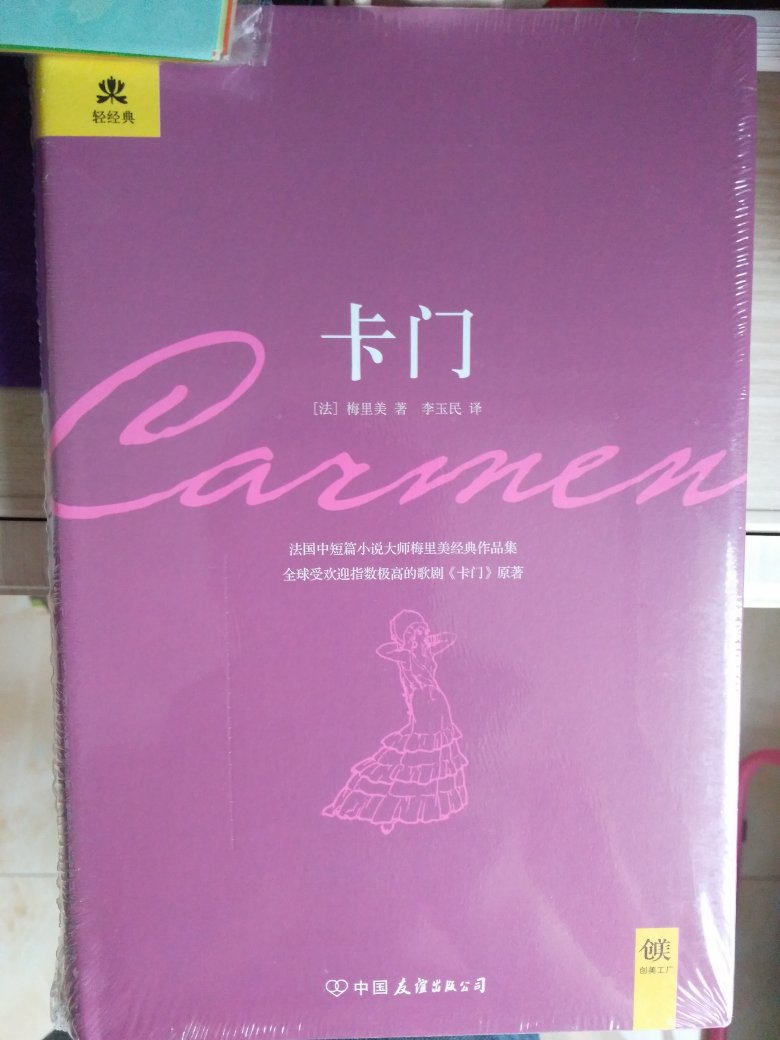 轻经典
卡门
[法] 梅里美 著 李玉民 译
Carmen
法国中短篇小说大师梅里美经典作品集
全球受欢迎指数极高的歌剧《卡门》原著
创美
创美工厂
中国友谊出版公司